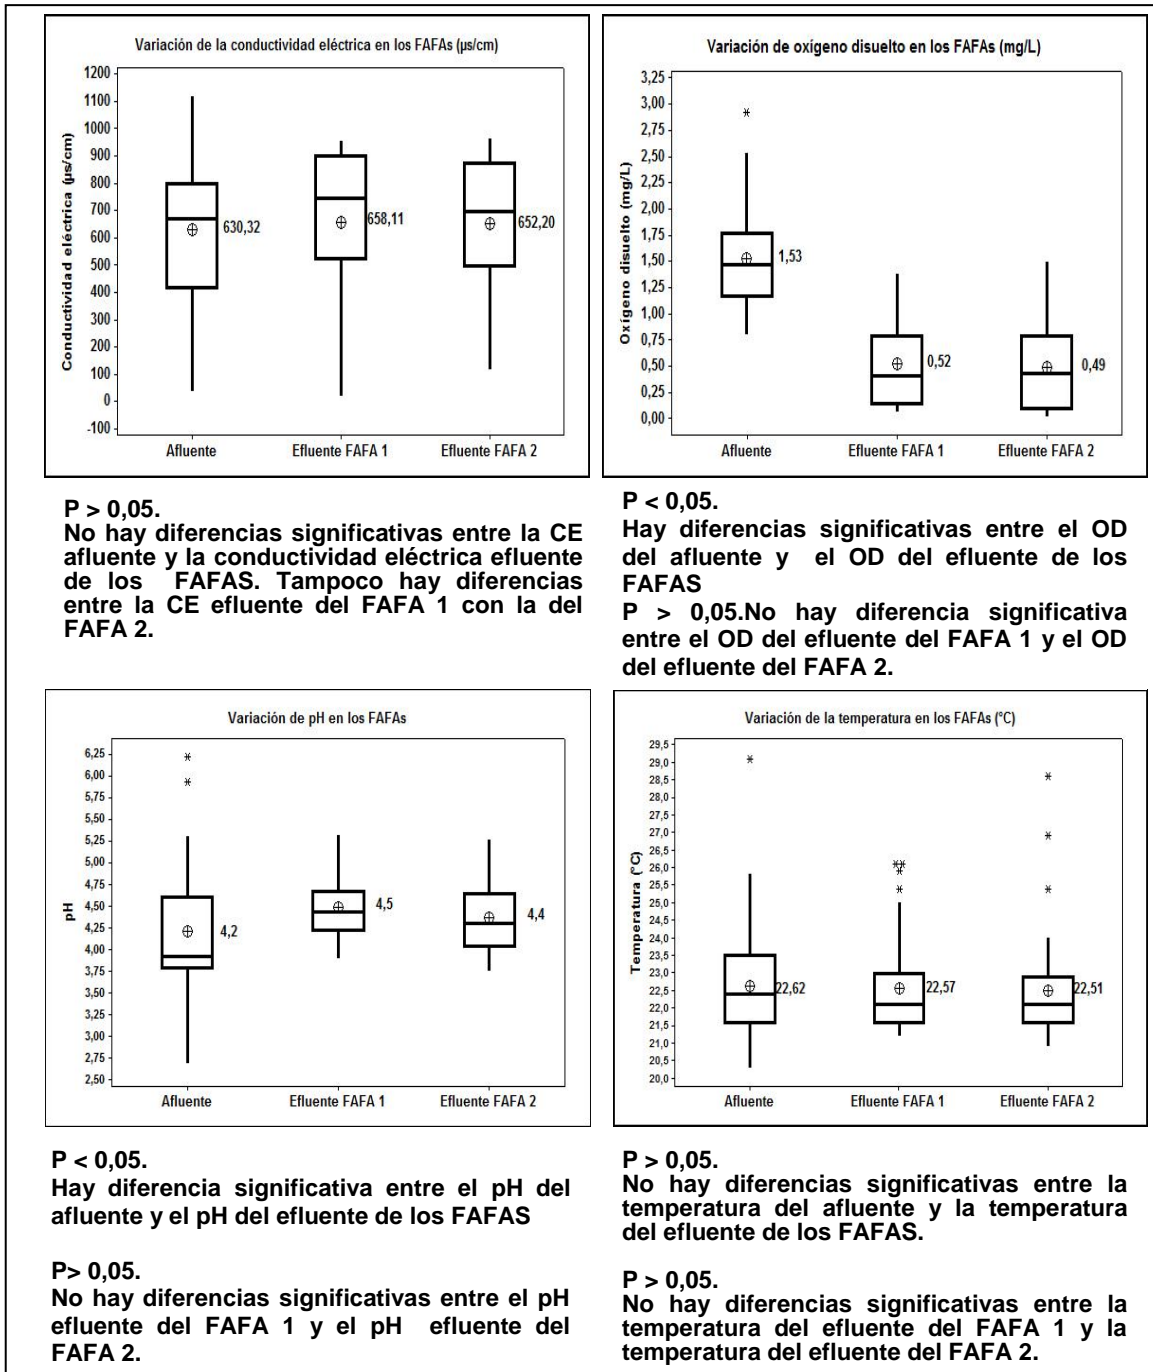 Variación de la conductividad eléctrica en los FAFAs (µs/cm)
Conductividad eléctrica (µs/cm)
1200
1100
1000
900
800
700
600
500
400
300
200
100
0
-100
630,32
658,11
652,20
Afluente
Efluente FAFA 1
Efluente FAFA 2
P > 0,05.
No hay diferencias significativas entre la CE
afluente y la conductividad eléctrica efluente
de los FAFAS. Tampoco hay diferencias
entre la CE efluente del FAFA 1 con la del
FAFA 2.
Variación de oxígeno disuelto en los FAFAs (mg/L)
Oxígeno disuelto (mg/L)
3,25
3,00
2,75
2,50
2,25
2,00
1,75
1,50
1,25
1,00
0,75
0,50
0,25
0,00
1,53
0,52
0,49
Afluente
Efluente FAFA 1
Efluente FAFA 2
P < 0,05.
Hay diferencias significativas entre el OD
del afluente y el OD del efluente de los
FAFAS
P > 0,05.No hay diferencia significativa
entre el OD del efluente del FAFA 1 y el OD
del efluente del FAFA 2.
Variación de pH en los FAFAs
pH
6,25
6,00
5,75
5,50
5,25
5,00
4,75
4,50
4,25
4,00
3,75
3,50
3,25
3,00
2,75
2,50
4,2
4,5
4,4
Afluente
Efluente FAFA 1
Efluente FAFA 2
P < 0,05.
Hay diferencia significativa entre el pH del
afluente y el pH del efluente de los FAFAS
P> 0,05.
No hay diferencias significativas entre el pH
efluente del FAFA 1 y el pH efluente del
FAFA 2.
Variación de la temperatura en los FAFAs (°C)
Temperatura (°C)
29,5
29,0
28,5
28,0
27,5
27,0
26,5
26,0
25,5
25,0
24,5
24,0
23,5
23,0
22,5
22,0
21,5
21,0
20,5
20,0
22,62
22,57
22,51
Afluente
Efluente FAFA 1
Efluente FAFA 2
P > 0,05.
No hay diferencias significativas entre la
temperatura del afluente y la temperatura
del efluente de los FAFAS.
P > 0,05.
No hay diferencias significativas entre la
temperatura del efluente del FAFA 1 y la
temperatura del efluente del FAFA 2.